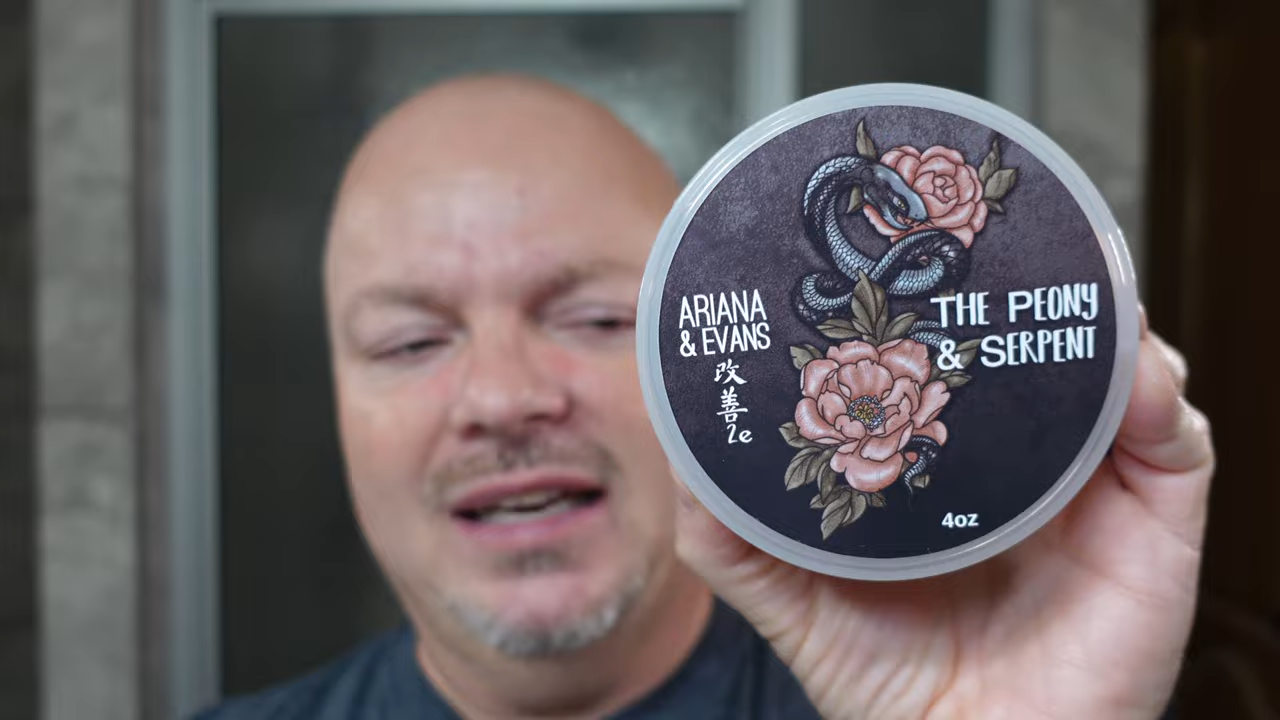 ARIANA
& EVANS
改
善
2e
THE PEONY
& SERPENT
4oz